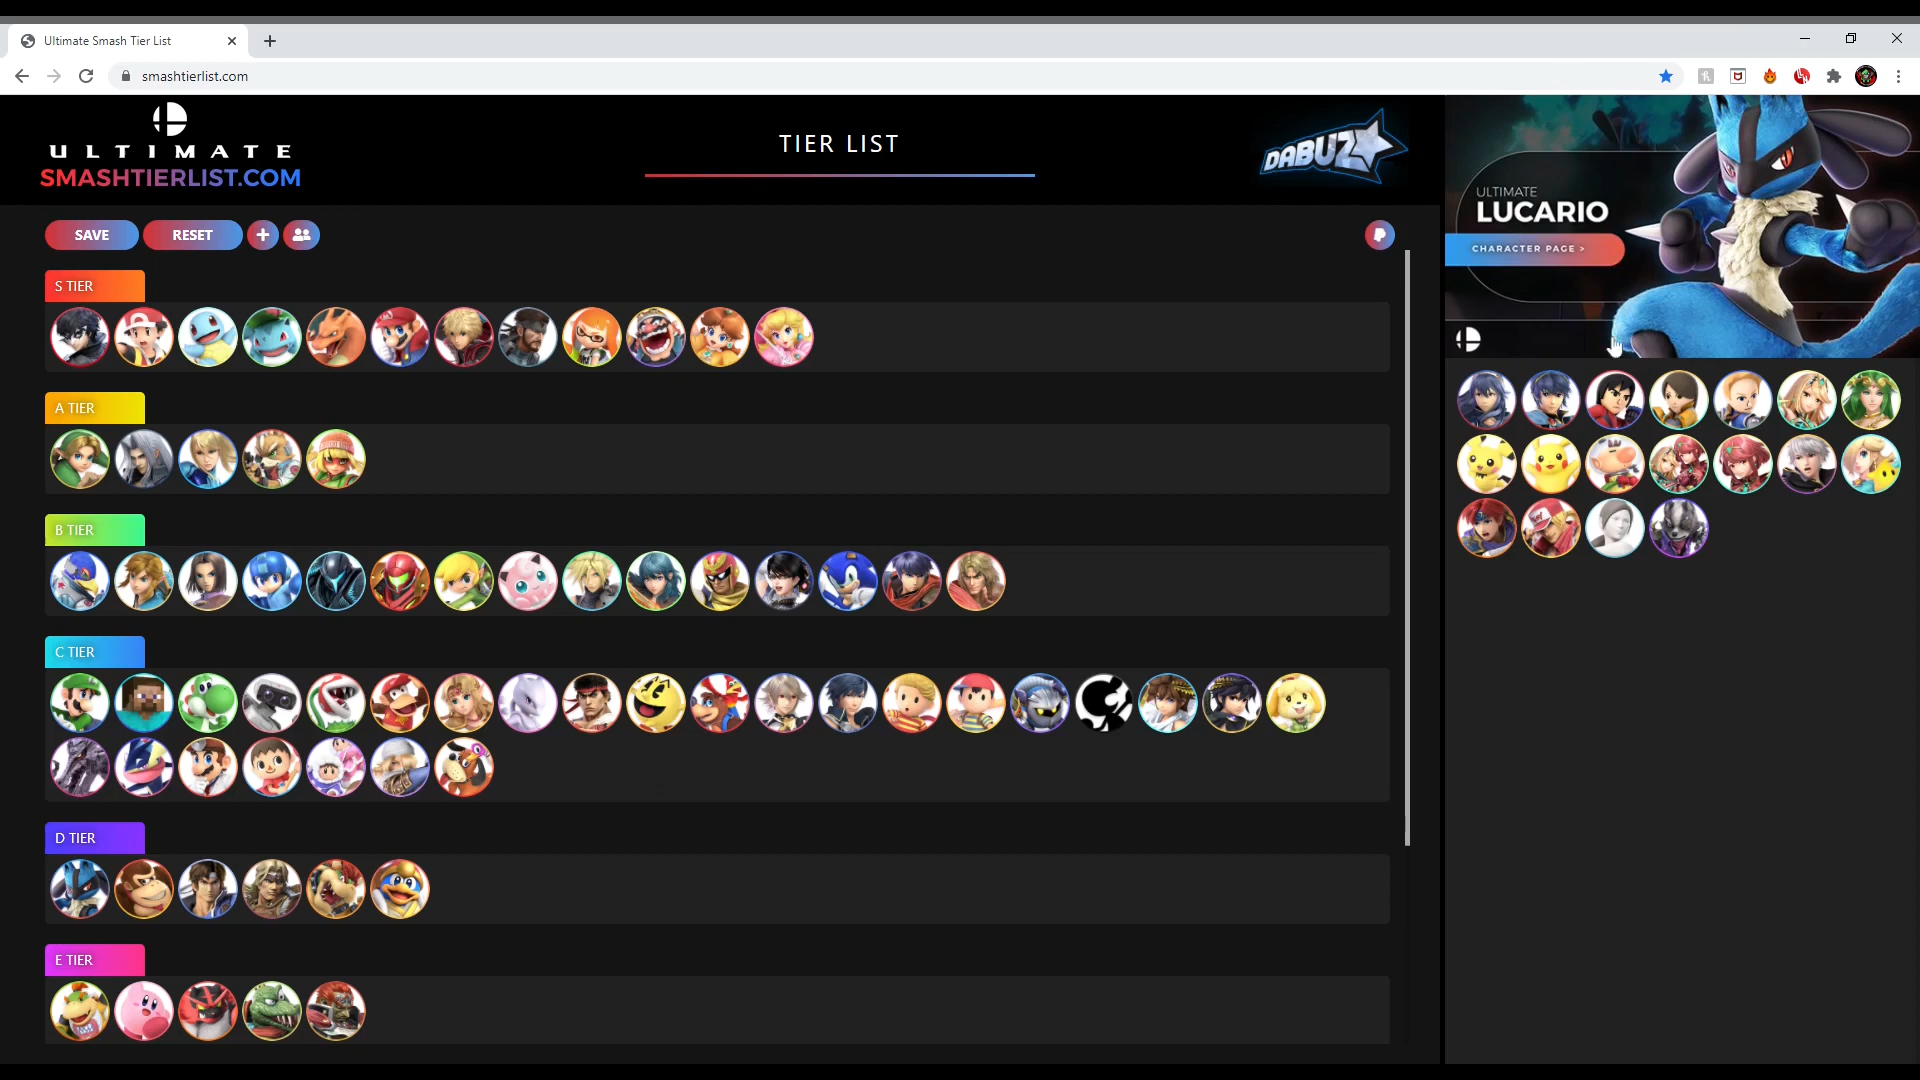 Ultimate Smash Tier List
smashtierlist.com
ULTIMATE
SMASHTIERLIST.COM
TIER LIST
DABUZ
ULTIMATE
LUCARIO
CHARACTER PAGE >
SAVE
RESET
S TIER
A TIER
B TIER
C TIER
D TIER
E TIER